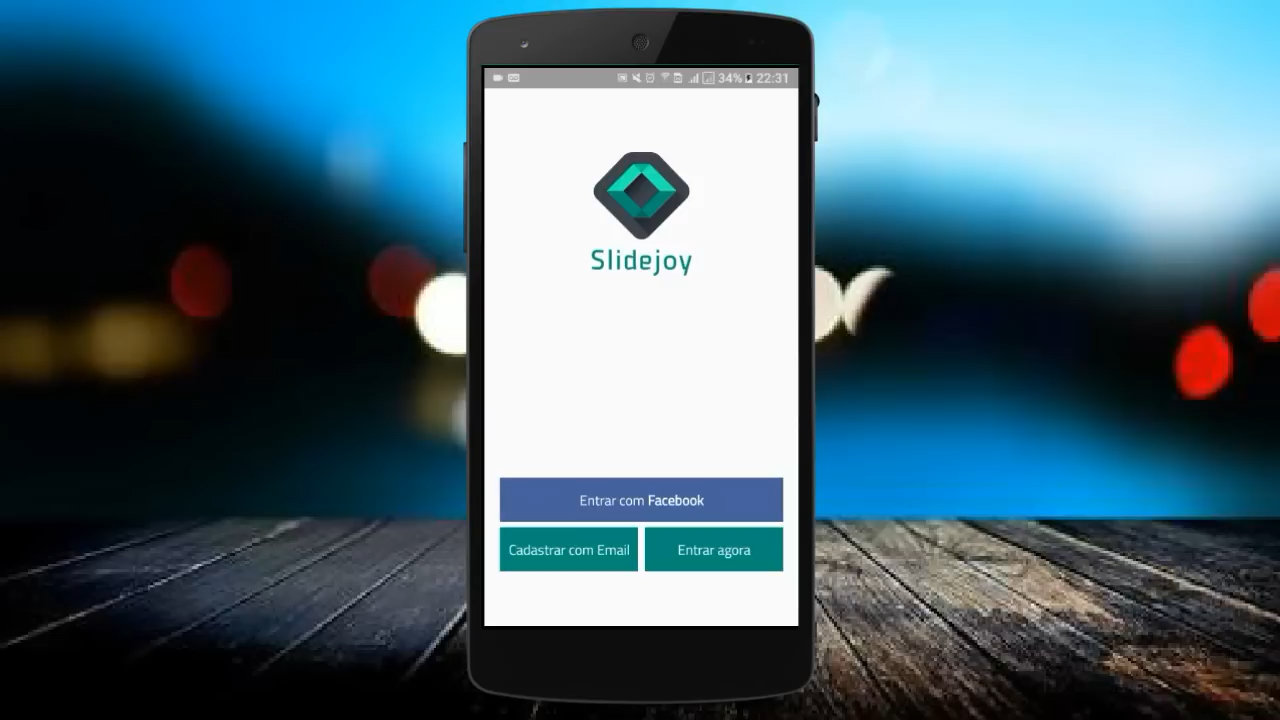 34% 22:31
Slidejoy
Entrar com Facebook
Cadastrar com Email
Entrar agora